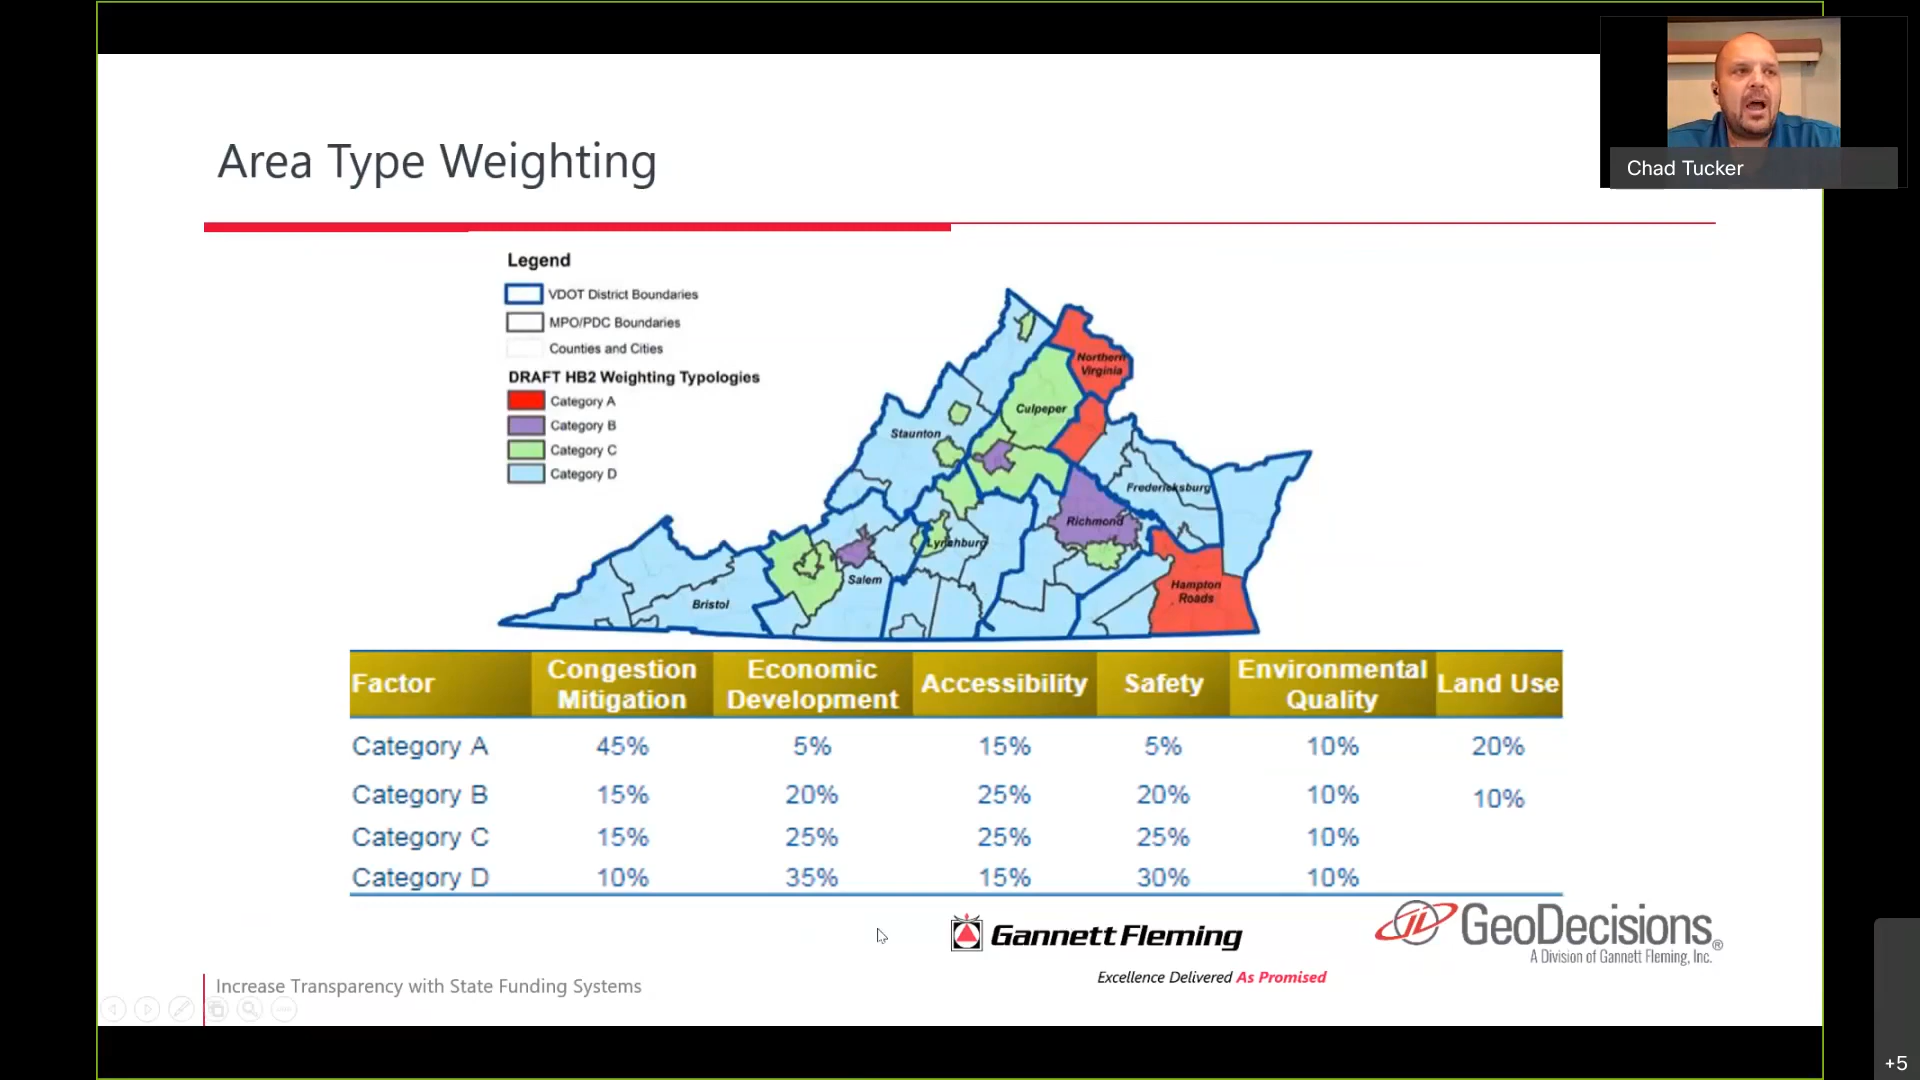 Chad Tucker
Area Type Weighting
Legend
VDOT District Boundaries
MPO/PDC Boundaries
Counties and Cities
DRAFT HB2 Weighting Typologies
Category A
Category B
Category C
Category D
Northern
Virginia
Culpeper
Staunton
Fredericksburg
Richmond
Lynchburg
Salem
Hampton
Roads
Bristol
Factor Congestion Mitigation Economic Development Accessibility Safety Environmental Quality Land Use
Category A 45% 5% 15% 5% 10% 20%
Category B 15% 20% 25% 20% 10% 10%
Category C 15% 25% 25% 25% 10%
Category D 10% 35% 15% 30% 10%
Gannett Fleming
Excellence Delivered As Promised
GeoDecisions®
A Division of Gannett Fleming, Inc.
Increase Transparency with State Funding Systems
+5